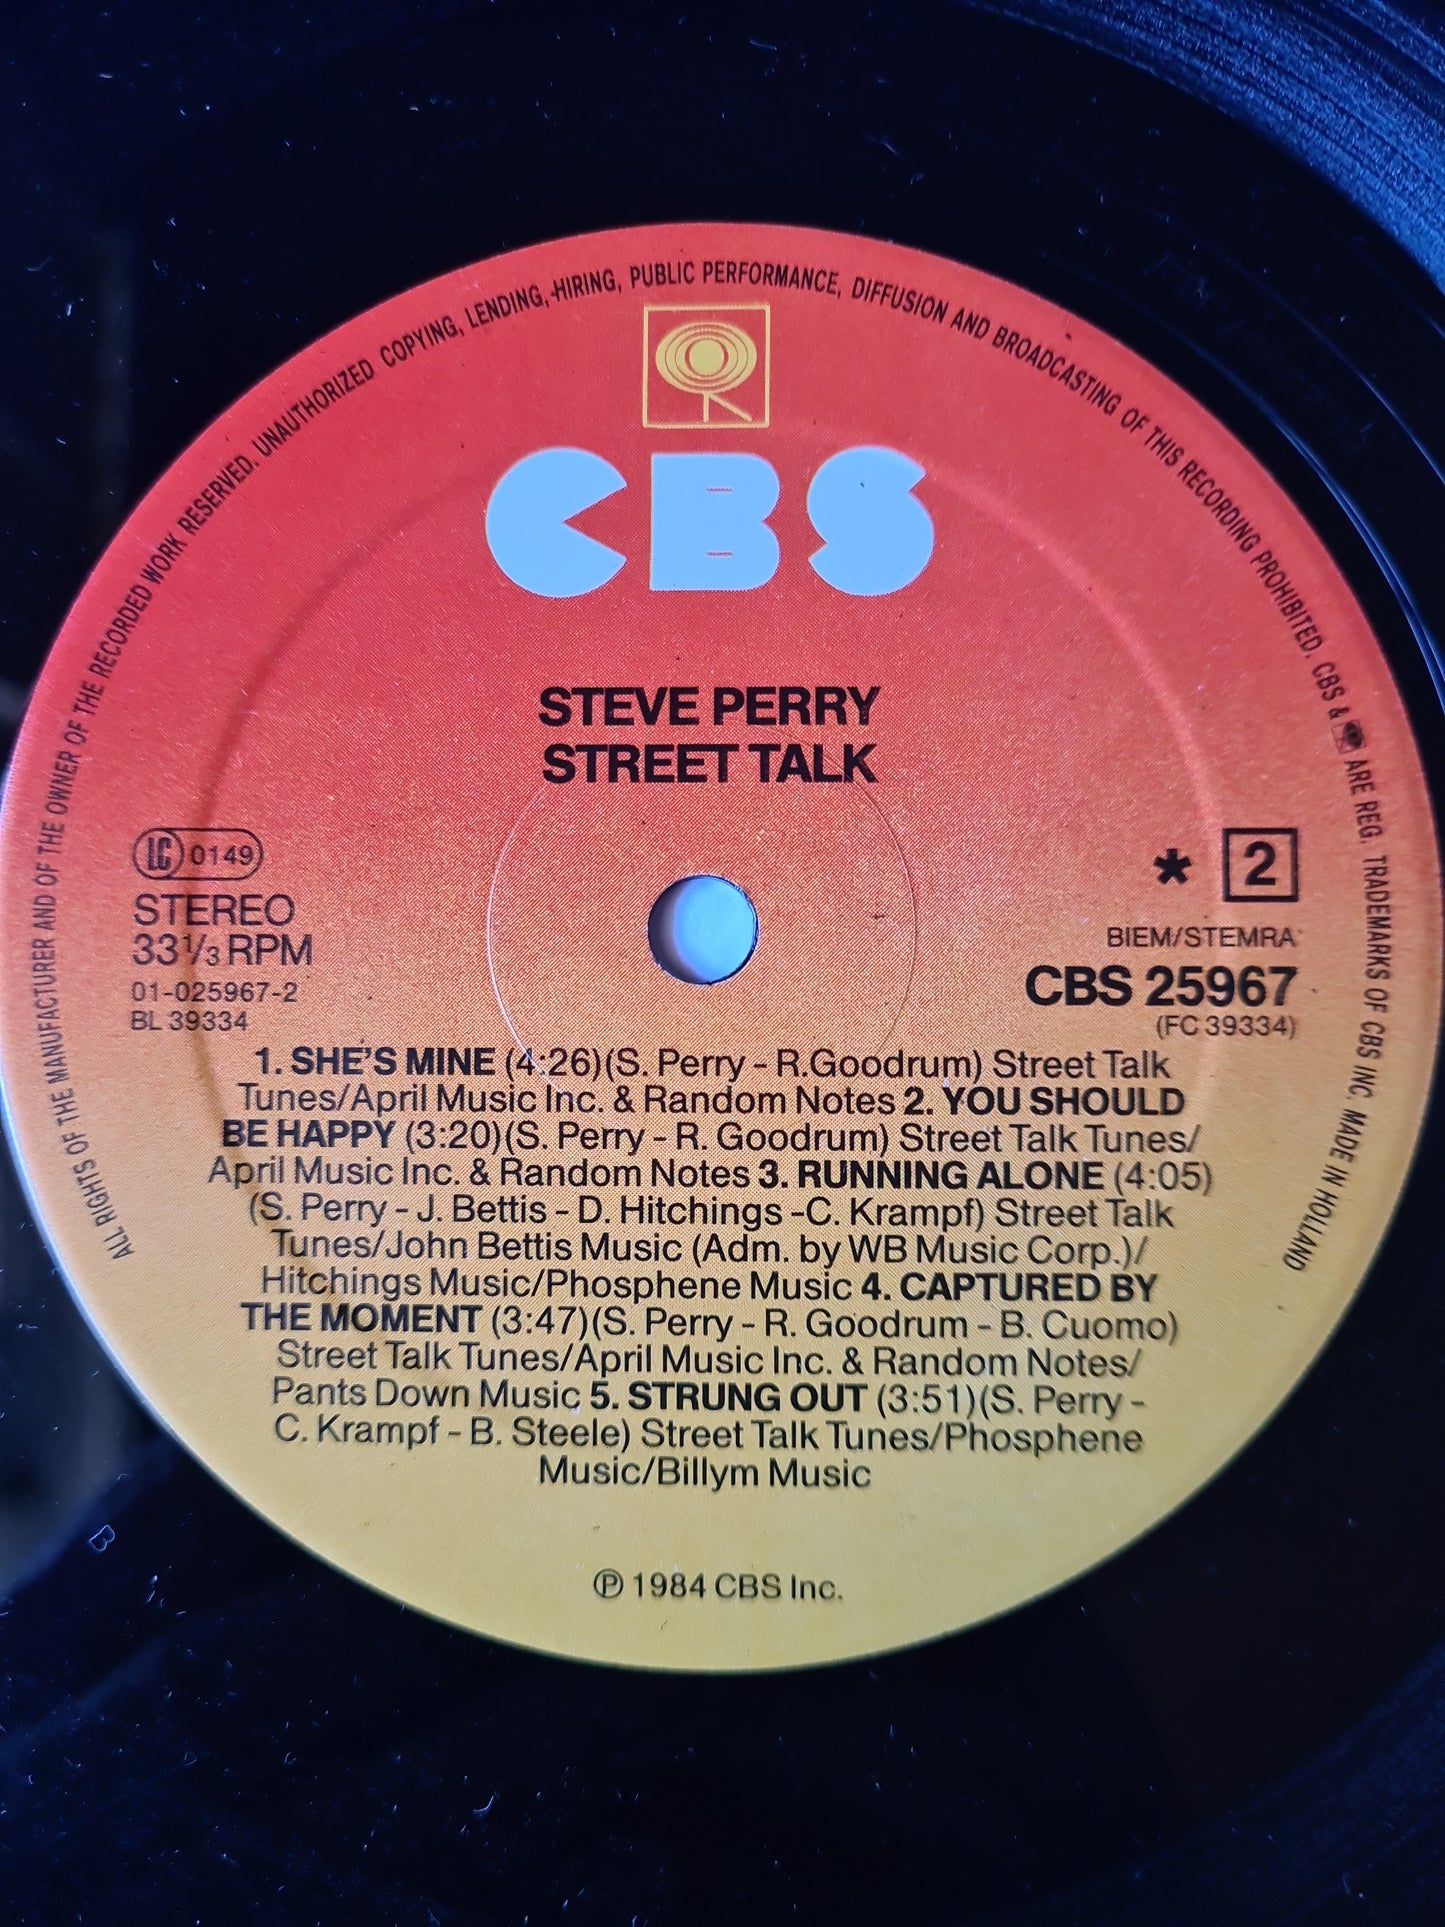 ALL RIGHTS OF THE MANUFACTURER AND OF THE OWNER OF THE RECORDED WORK RESERVED. UNAUTHORIZED COPYING, LENDING, HIRING, PUBLIC PERFORMANCE, DIFFUSION AND BROADCASTING OF THIS RECORDING PROHIBITED. CBS & ARE REG. TRADEMARKS OF CBS INC. MADE IN HOLLAND
CBS
STEVE PERRY
STREET TALK
LC 0149
STEREO
33 1/3 RPM
01-025967-2
BL 39334
* 2
BIEM/STEMRA
CBS 25967
(FC 39334)
1. SHE'S MINE (4:26)(S. Perry - R.Goodrum) Street Talk
Tunes/April Music Inc. & Random Notes 2. YOU SHOULD
BE HAPPY (3:20)(S. Perry - R. Goodrum) Street Talk Tunes/
April Music Inc. & Random Notes 3. RUNNING ALONE (4:05)
(S. Perry - J. Bettis - D. Hitchings -C. Krampf) Street Talk
Tunes/John Bettis Music (Adm. by WB Music Corp.)/
Hitchings Music/Phosphene Music 4. CAPTURED BY
THE MOMENT (3:47)(S. Perry - R. Goodrum - B. Cuomo)
Street Talk Tunes/April Music Inc. & Random Notes/
Pants Down Music 5. STRUNG OUT (3:51)(S. Perry -
C. Krampf - B. Steele) Street Talk Tunes/Phosphene
Music/Billym Music
℗ 1984 CBS Inc.
B